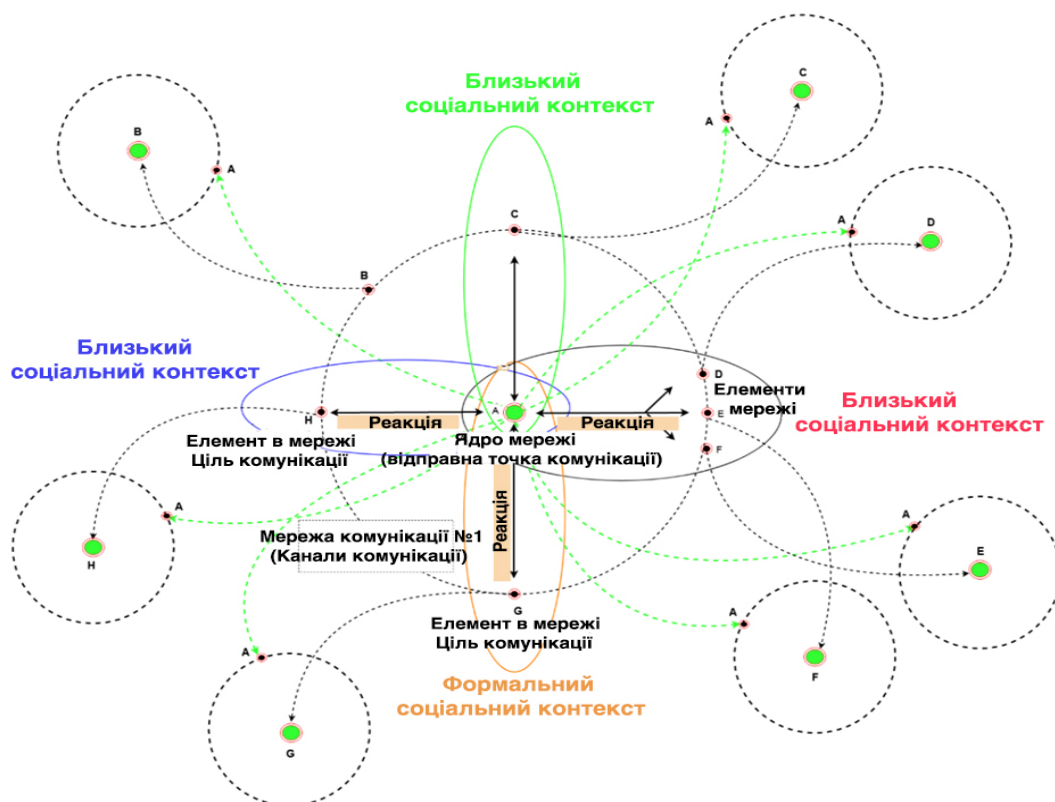 Близький
соціальний контекст
C
A
B
A
D
A
C
B
Близький
соціальний контекст
D
Елементи
мережі
Близький
соціальний контекст
A
E
H
Реакція
Реакція
Елемент в мережі
Ціль комунікації
Ядро мережі
(відправна точка комунікації)
F
Реакція
A
A
Мережа комунікації №1
(Канали комунікації)
E
H
G
Елемент в мережі
Ціль комунікації
A
A
F
Формальний
соціальний контекст
G